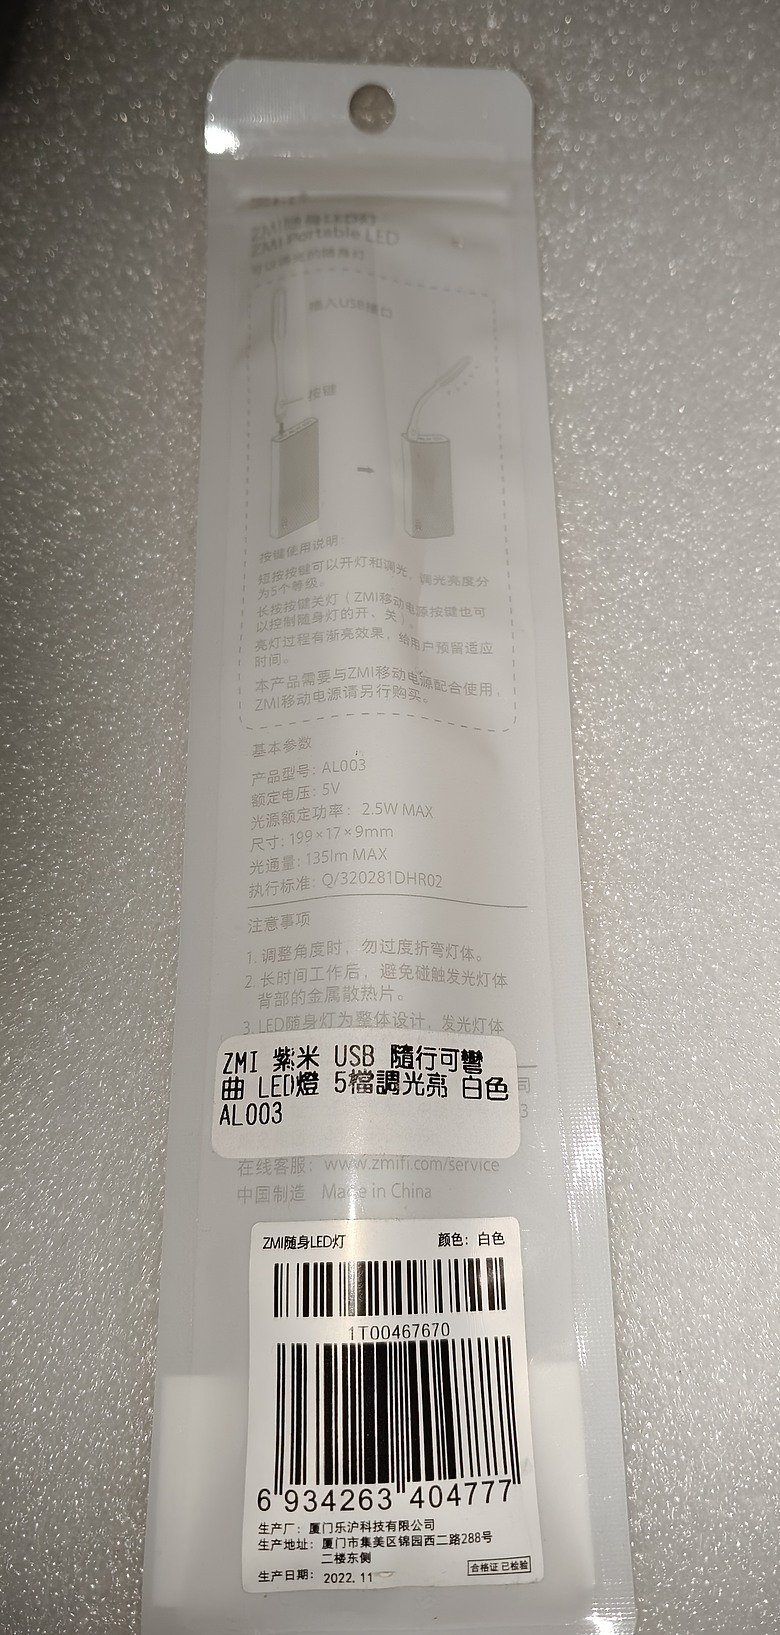 ZMI随身LED灯
ZMI Portable LED
插入USB接口
按键
按键使用说明：
短按按键可以开灯和调光，调光亮度分
为5个等级。
长按按键关灯（ZMI移动电源按键也可
以控制随身灯的开、关）。
亮灯过程有渐亮效果，给用户预留适应
时间。
本产品需要与ZMI移动电源配合使用，
ZMI移动电源请另行购买。
基本参数
产品型号：AL003
额定电压：5V
光源额定功率：2.5W MAX
尺寸：199×17×9mm
光通量：135lm MAX
执行标准：Q/320281DHR02
注意事项
1. 调整角度时，勿过度折弯灯体。
2. 长时间工作后，避免碰触发光灯体
背部的金属散热片。
3. LED随身灯为整体设计，发光灯体
ZMI 紫米 USB 隨行可彎
曲 LED燈 5檔調光亮 白色
AL003
司
3
在线客服：www.zmifi.com/service
中国制造 Made in China
ZMI随身LED灯 颜色：白色
1T00467670
6 934263 404777
生产厂：厦门乐沪科技有限公司
生产地址：厦门市集美区锦园西二路288号
二楼东侧
合格证 已检验
生产日期：2022.11